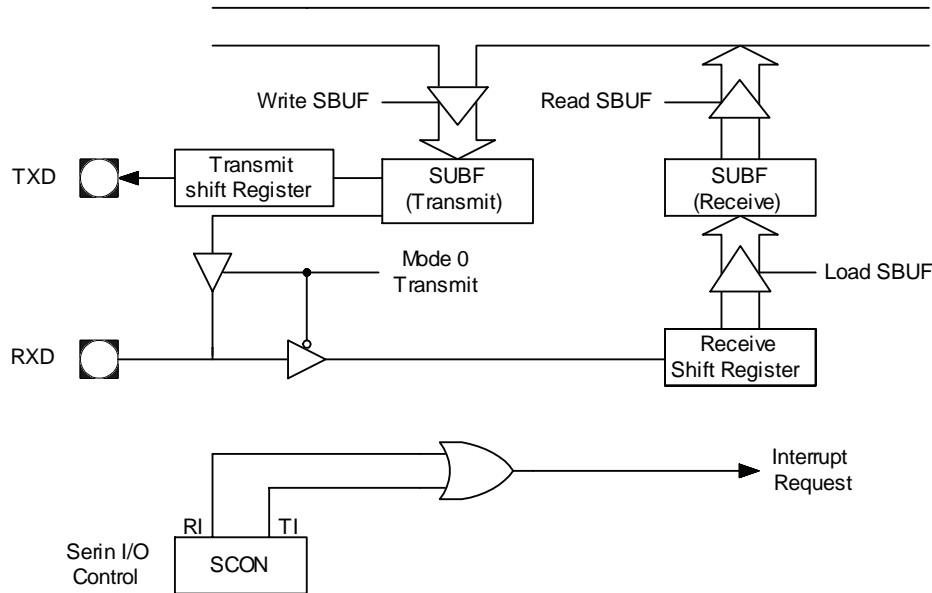 Write SBUF
Read SBUF
TXD
Transmit
shift Register
SUBF
(Transmit)
SUBF
(Receive)
Mode 0
Transmit
Load SBUF
RXD
Receive
Shift Register
Interrupt
Request
RI
TI
Serin I/O
Control
SCON